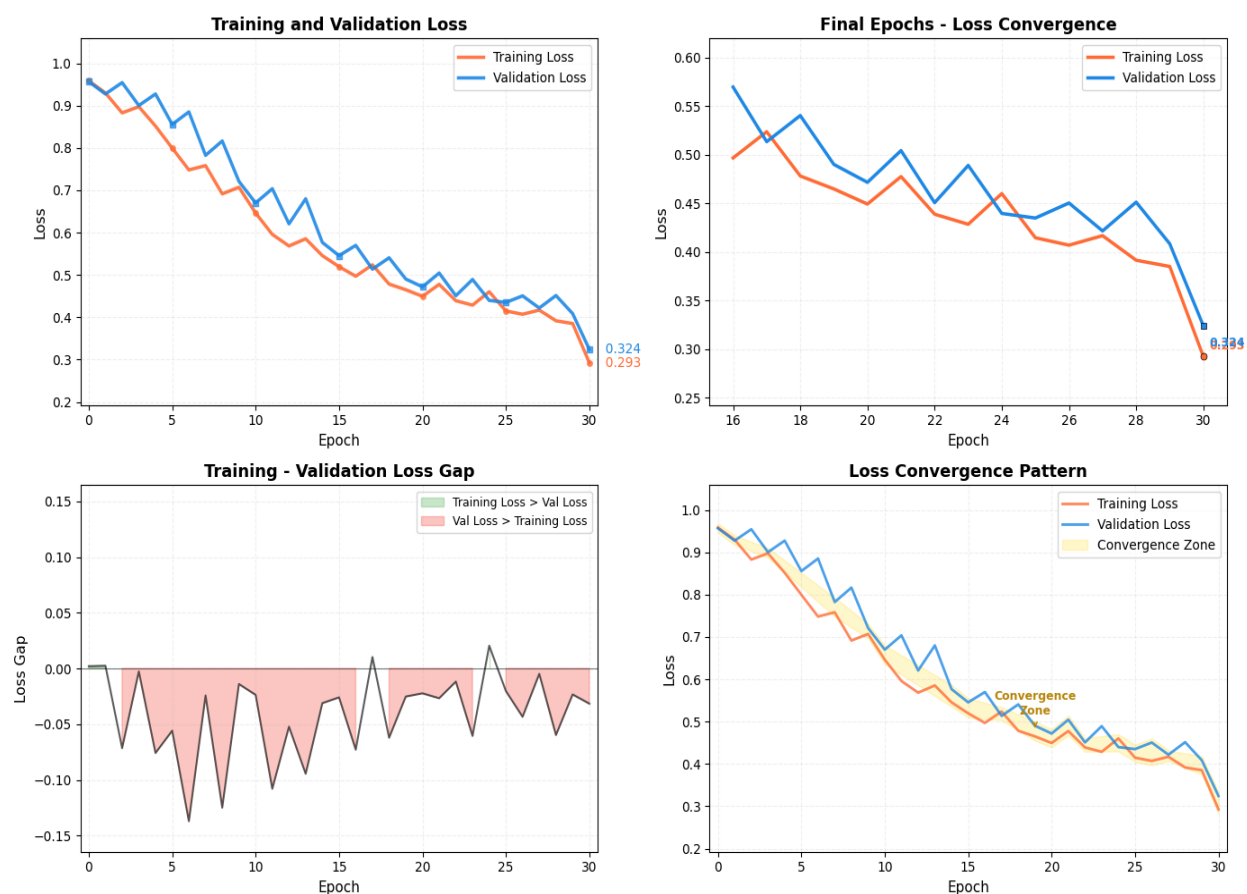 Training and Validation Loss
Loss
1.0
0.9
0.8
0.7
0.6
0.5
0.4
0.3
0.2
Training Loss
Validation Loss
0.324
0.293
0 5 10 15 20 25 30
Epoch
Final Epochs - Loss Convergence
Loss
0.60
0.55
0.50
0.45
0.40
0.35
0.30
0.25
Training Loss
Validation Loss
0.324
0.293
16 18 20 22 24 26 28 30
Epoch
Training - Validation Loss Gap
Loss Gap
0.15
0.10
0.05
0.00
−0.05
−0.10
−0.15
Training Loss > Val Loss
Val Loss > Training Loss
0 5 10 15 20 25 30
Epoch
Loss Convergence Pattern
Loss
1.0
0.9
0.8
0.7
0.6
0.5
0.4
0.3
0.2
Training Loss
Validation Loss
Convergence Zone
Convergence
Zone
0 5 10 15 20 25 30
Epoch